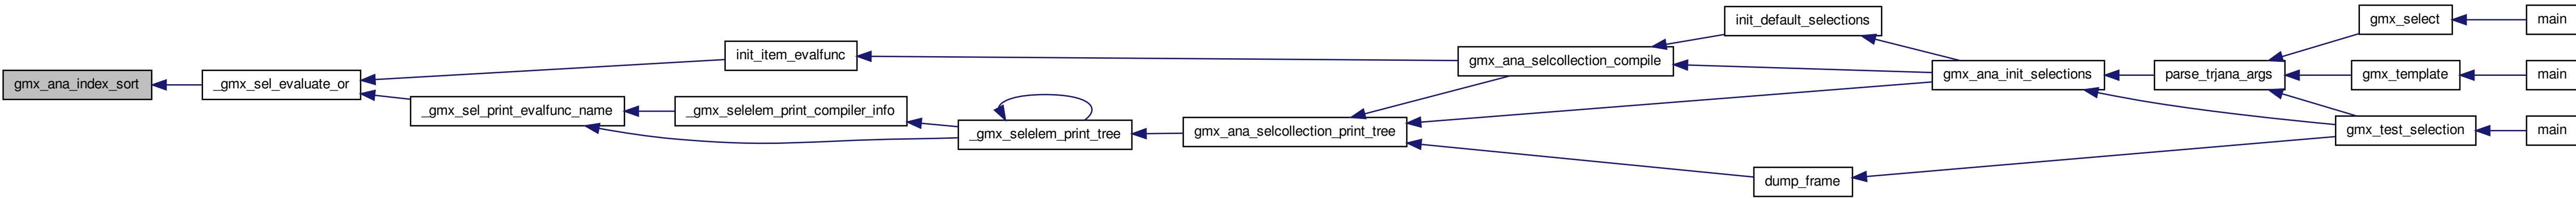 gmx_ana_index_sort
_gmx_sel_evaluate_or
init_item_evalfunc
_gmx_sel_print_evalfunc_name
_gmx_selelem_print_compiler_info
_gmx_selelem_print_tree
gmx_ana_selcollection_print_tree
gmx_ana_selcollection_compile
init_default_selections
dump_frame
gmx_ana_init_selections
parse_trjana_args
gmx_select
gmx_template
gmx_test_selection
main
main
main